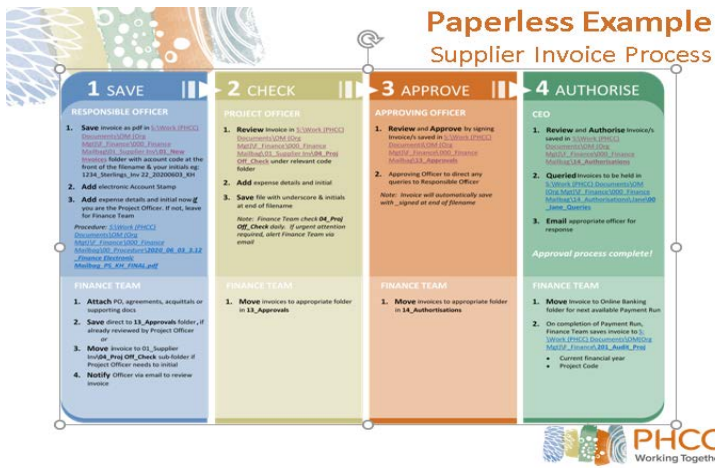 Paperless Example
Supplier Invoice Process
1 SAVE
RESPONSIBLE OFFICER
1. Save invoice as pdf in S:\Work (PHCC)
Documents\OM (Org
Mgt)\F_Finance\000_Finance
Mailbag\01_Supplier Inv\01_New
Invoices folder with account code at the
front of the filename & your initials eg:
1234_Sterlings_Inv 22_20200603_KH
2. Add electronic Account Stamp
3. Add expense details and initial now if
you are the Project Officer. If not, leave
for Finance Team
Procedure: S:\Work (PHCC)
Documents\OM (Org
Mgt)\F_Finance\000_Finance
Mailbag\00_Procedure\2020_06_03_3.12
_Finance Electronic
Mailbag_PS_KH_FINAL.pdf
FINANCE TEAM
1. Attach PO, agreements, acquittals or
supporting docs
2. Save direct to 13_Approvals folder, if
already reviewed by Project Officer
or
3. Move invoice to 01_Supplier
Inv\04_Proj Off_Check sub-folder if
Project Officer needs to initial
4. Notify Officer via email to review
invoice
2 CHECK
PROJECT OFFICER
1. Review invoice in S:\Work (PHCC)
Documents\OM (Org
Mgt)\F_Finance\000_Finance
Mailbag\01_Supplier Inv\04_Proj
Off_Check under relevant code
folder
2. Add expense details and initial
3. Save file with underscore & initials
at end of filename
Note: Finance Team check 04_Proj
Off_Check daily. If urgent attention
required, alert Finance Team via
email
FINANCE TEAM
1. Move invoices to appropriate folder
in 13_Approvals
3 APPROVE
APPROVING OFFICER
1. Review and Approve by signing
Invoice/s saved in S:\Work (PHCC)
Documents\OM (Org
Mgt)\F_Finance\000_Finance
Mailbag\13_Approvals
2. Approving Officer to direct any
queries to Responsible Officer
Note: Invoice will automatically save
with _signed at end of filename
FINANCE TEAM
1. Move invoices to appropriate folder
in 14_Authorisations
4 AUTHORISE
CEO
1. Review and Authorise Invoice/s
saved in S:\Work (PHCC)
Documents\OM (Org
Mgt)\F_Finance\000_Finance
Mailbag\14_Authorisations
2. Queried Invoices to be held in
S:\Work (PHCC) Documents\OM
(Org Mgt)\F_Finance\000_Finance
Mailbag\14_Authorisations\Jane\00
_Jane_Queries
3. Email appropriate officer for
response
Approval process complete!
FINANCE TEAM
1. Move Invoice to Online Banking
folder for next available Payment Run
2. On completion of Payment Run,
Finance Team saves invoice to S:
\Work (PHCC) Documents\OM(Org
Mgt)\F_Finance\201_Audit_Proj
• Current financial year
• Project Code
PHCC
Working Togethe